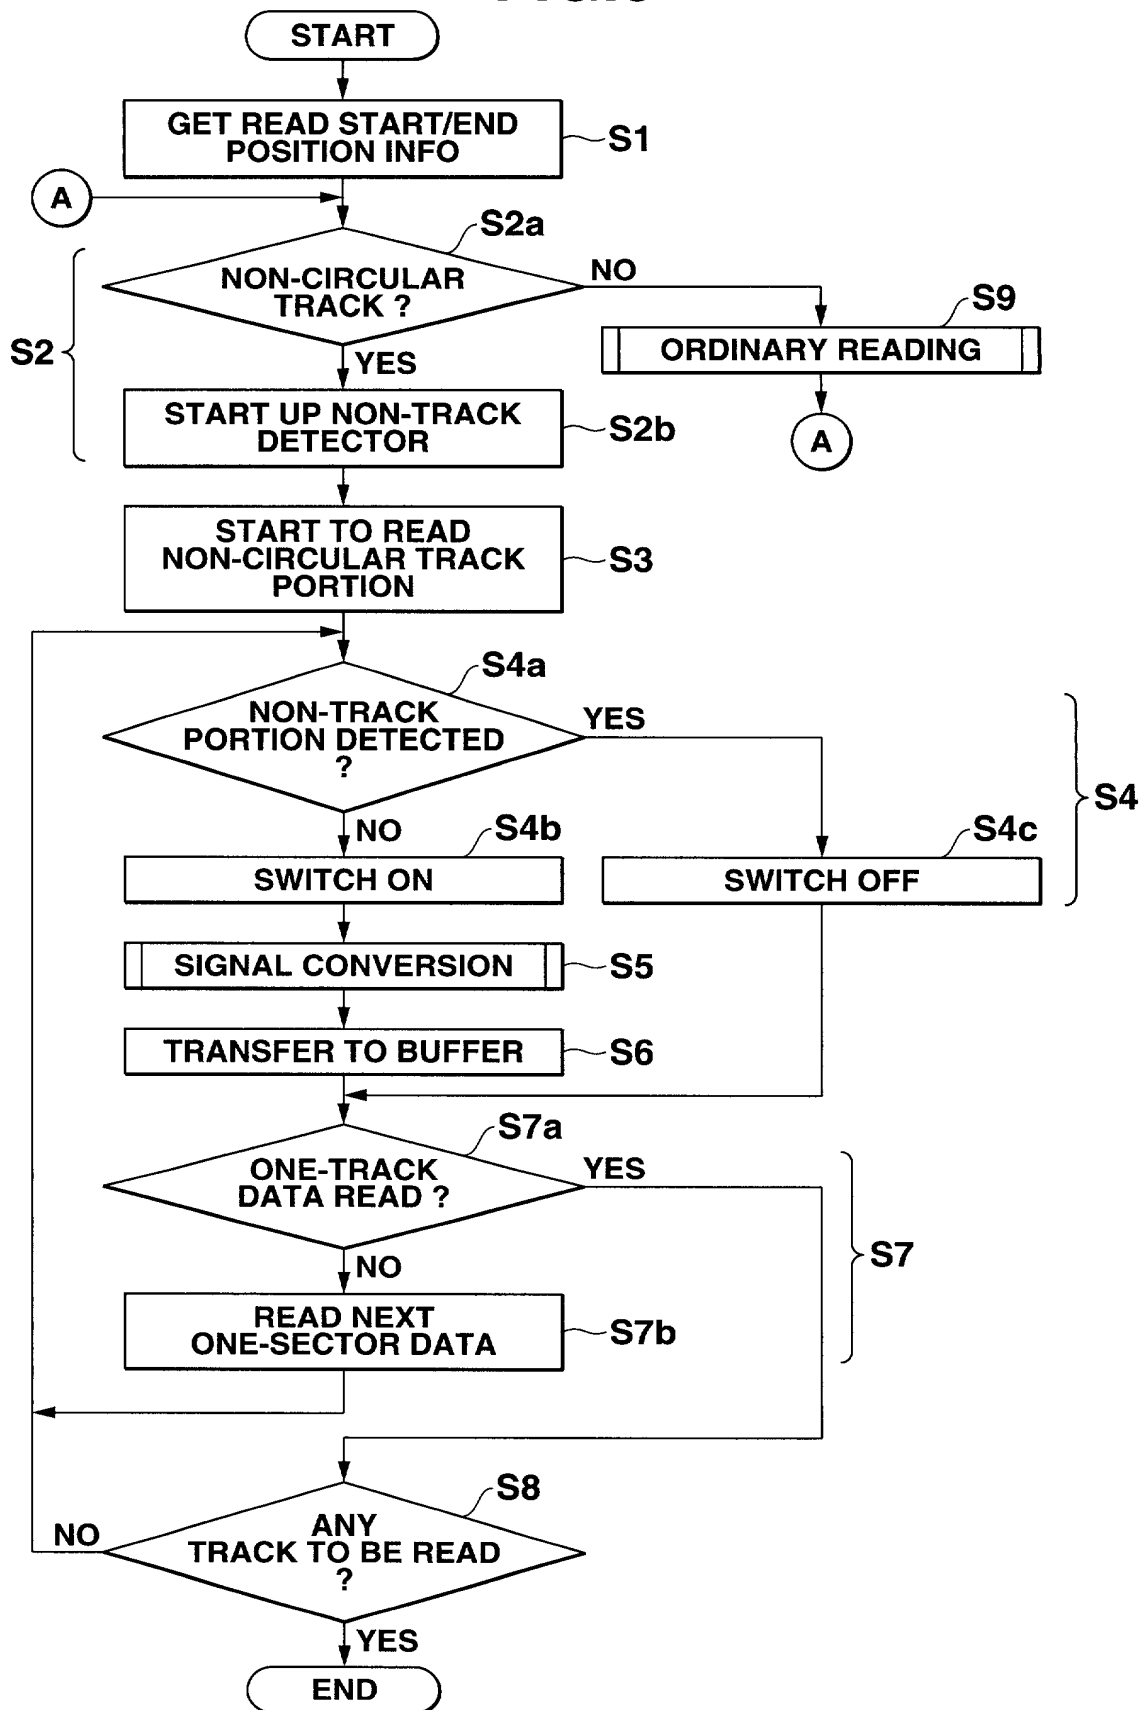 START
GET READ START/END
POSITION INFO
S1
A
S2a
NON-CIRCULAR
TRACK ?
NO
S9
ORDINARY READING
A
S2
YES
START UP NON-TRACK
DETECTOR
S2b
START TO READ
NON-CIRCULAR TRACK
PORTION
S3
S4a
NON-TRACK
PORTION DETECTED
?
YES
S4
NO
S4b
SWITCH ON
S4c
SWITCH OFF
SIGNAL CONVERSION
S5
TRANSFER TO BUFFER
S6
S7a
ONE-TRACK
DATA READ ?
YES
S7
NO
READ NEXT
ONE-SECTOR DATA
S7b
S8
ANY
TRACK TO BE READ
?
NO
YES
END